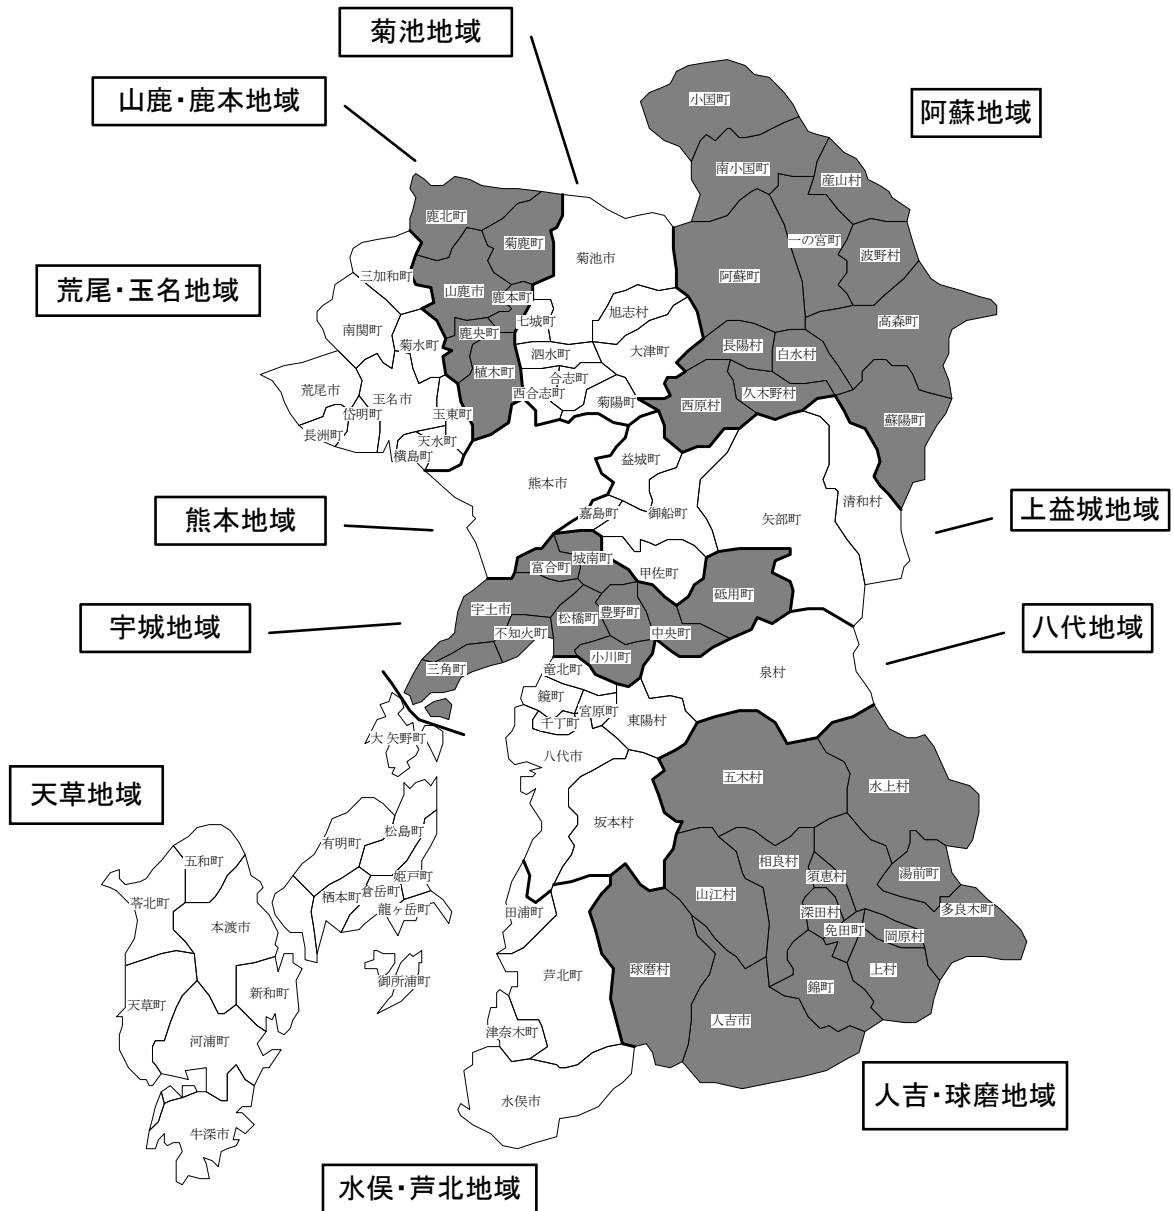 菊池地域
山鹿・鹿本地域
阿蘇地域
荒尾・玉名地域
熊本地域
上益城地域
宇城地域
八代地域
天草地域
人吉・球磨地域
水俣・芦北地域
小国町
南小国町
産山村
一の宮町
波野村
阿蘇町
高森町
長陽村
白水村
久木野村
西原村
蘇陽町
鹿北町
菊鹿町
山鹿市
鹿本町
鹿央町
植木町
菊池市
旭志村
七城町
泗水町
大津町
合志町
西合志町
菊陽町
三加和町
南関町
菊水町
荒尾市
玉名市
岱明町
長洲町
玉東町
天水町
横島町
熊本市
益城町
嘉島町
御船町
矢部町
清和村
甲佐町
城南町
富合町
宇土市
松橋町
豊野町
砥用町
中央町
不知火町
小川町
三角町
竜北町
鏡町
宮原町
千丁町
東陽村
泉村
八代市
坂本村
大矢野町
松島町
有明町
姫戸町
倉岳町
栖本町
龍ヶ岳町
御所浦町
五和町
苓北町
本渡市
新和町
天草町
河浦町
牛深市
田浦町
芦北町
津奈木町
水俣市
五木村
水上村
相良村
須恵村
湯前町
山江村
深田村
免田町
多良木町
岡原村
上村
錦町
球磨村
人吉市